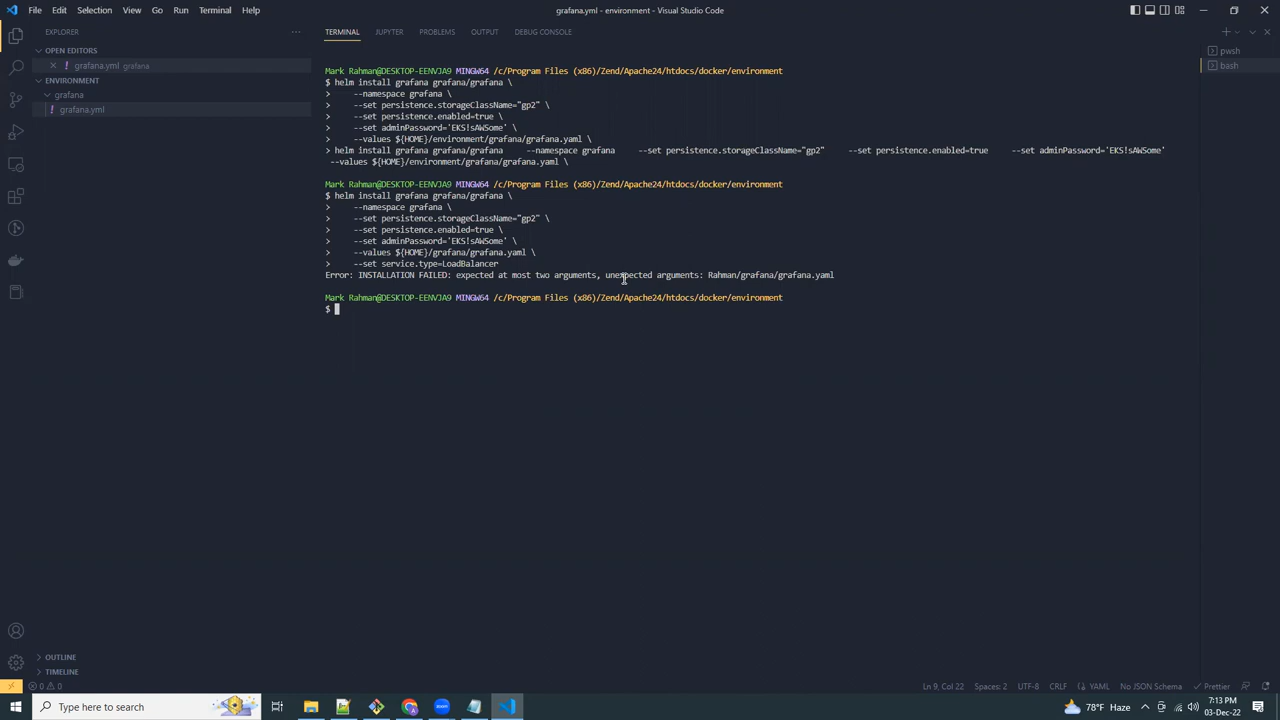 File Edit Selection View Go Run Terminal Help
grafana.yml - environment - Visual Studio Code
EXPLORER
OPEN EDITORS
grafana.yml grafana
ENVIRONMENT
grafana
grafana.yml
OUTLINE
TIMELINE
TERMINAL JUPYTER PROBLEMS OUTPUT DEBUG CONSOLE
Mark Rahman@DESKTOP-EENVJA9 MINGW64 /c/Program Files (x86)/Zend/Apache24/htdocs/docker/environment
$ helm install grafana grafana/grafana \
> --namespace grafana \
> --set persistence.storageClassName="gp2" \
> --set persistence.enabled=true \
> --set adminPassword='EKS!sAWSome' \
> --values ${HOME}/environment/grafana/grafana.yaml \
> helm install grafana grafana/grafana --namespace grafana --set persistence.storageClassName="gp2" --set persistence.enabled=true --set adminPassword='EKS!sAWSome'
--values ${HOME}/environment/grafana/grafana.yaml \
Mark Rahman@DESKTOP-EENVJA9 MINGW64 /c/Program Files (x86)/Zend/Apache24/htdocs/docker/environment
$ helm install grafana grafana/grafana \
> --namespace grafana \
> --set persistence.storageClassName="gp2" \
> --set persistence.enabled=true \
> --set adminPassword='EKS!sAWSome' \
> --values ${HOME}/grafana/grafana.yaml \
> --set service.type=LoadBalancer
Error: INSTALLATION FAILED: expected at most two arguments, unexpected arguments: Rahman/grafana/grafana.yaml
Mark Rahman@DESKTOP-EENVJA9 MINGW64 /c/Program Files (x86)/Zend/Apache24/htdocs/docker/environment
$
pwsh
bash
0 0
Ln 9, Col 22 Spaces: 2 UTF-8 CRLF YAML No JSON Schema Prettier
Type here to search
78°F Haze
7:13 PM
03-Dec-22